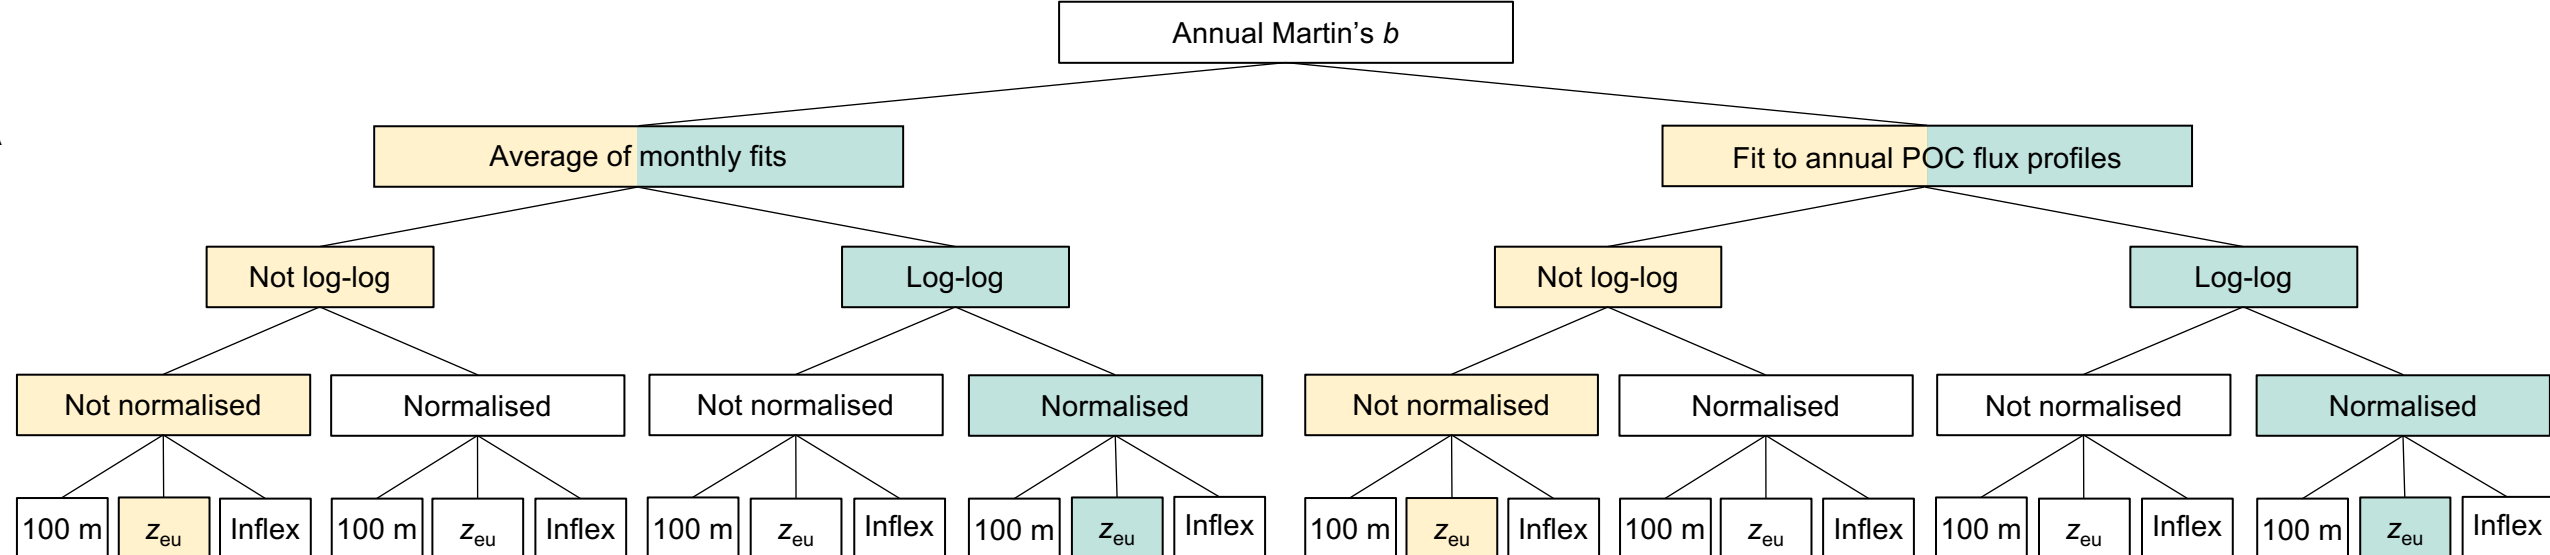 Annual Martin's b
Average of monthly fits Fit to annual POC flux profiles
Not log-log Log-log Not log-log Log-log
Not normalised Normalised Not normalised Normalised Not normalised Normalised Not normalised Normalised
100 m zeu Inflex 100 m zeu Inflex 100 m zeu Inflex 100 m zeu Inflex 100 m zeu Inflex 100 m zeu Inflex 100 m zeu Inflex 100 m zeu Inflex